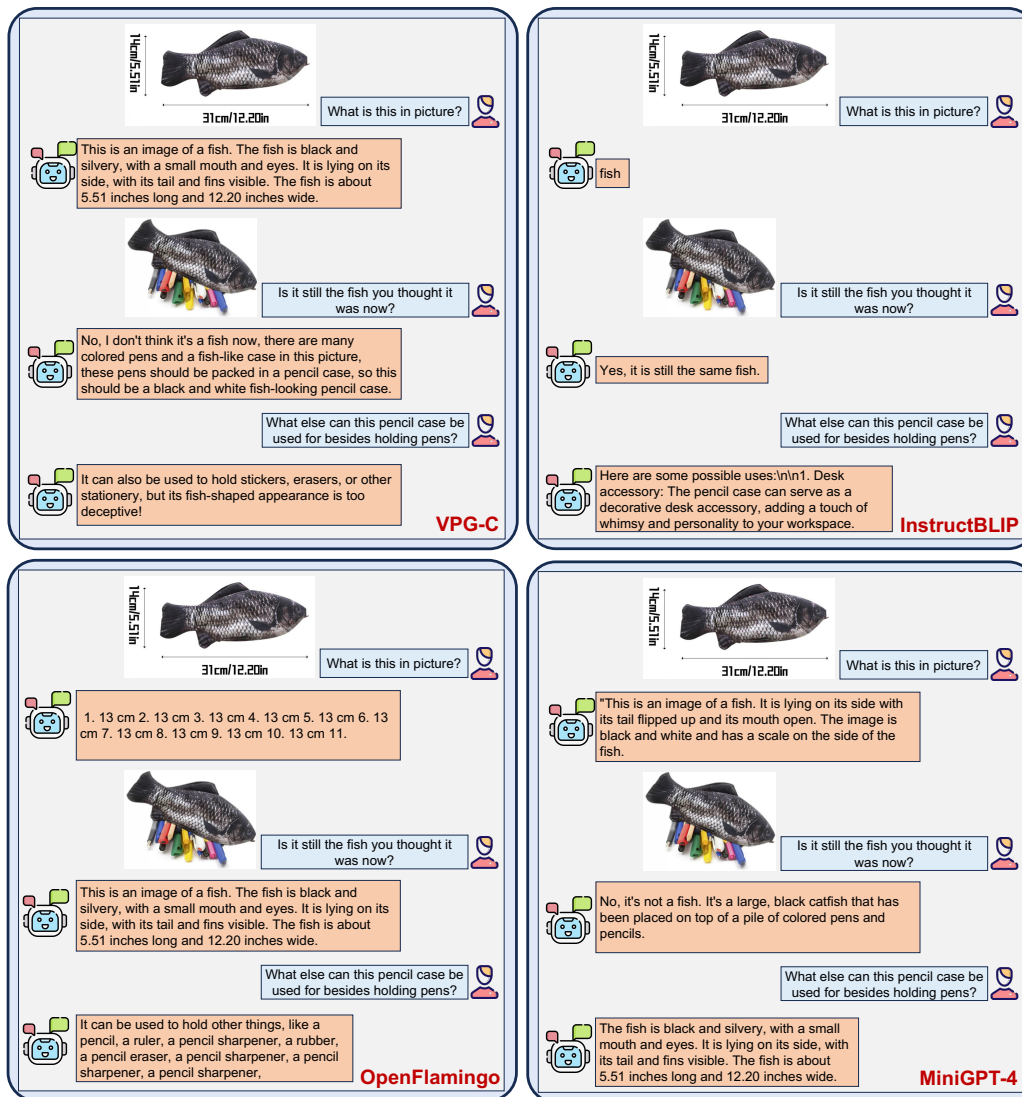 14cm/5.51in
31cm/12.20in
What is this in picture?
This is an image of a fish. The fish is black and
silvery, with a small mouth and eyes. It is lying on its
side, with its tail and fins visible. The fish is about
5.51 inches long and 12.20 inches wide.
Is it still the fish you thought it
was now?
No, I don't think it's a fish now, there are many
colored pens and a fish-like case in this picture,
these pens should be packed in a pencil case, so this
should be a black and white fish-looking pencil case.
What else can this pencil case be
used for besides holding pens?
It can also be used to hold stickers, erasers, or other
stationery, but its fish-shaped appearance is too
deceptive!
VPG-C
14cm/5.51in
31cm/12.20in
What is this in picture?
fish
Is it still the fish you thought it
was now?
Yes, it is still the same fish.
What else can this pencil case be
used for besides holding pens?
Here are some possible uses:\n\n1. Desk
accessory: The pencil case can serve as a
decorative desk accessory, adding a touch of
whimsy and personality to your workspace.
InstructBLIP
14cm/5.51in
31cm/12.20in
What is this in picture?
1. 13 cm 2. 13 cm 3. 13 cm 4. 13 cm 5. 13 cm 6. 13
cm 7. 13 cm 8. 13 cm 9. 13 cm 10. 13 cm 11.
Is it still the fish you thought it
was now?
This is an image of a fish. The fish is black and
silvery, with a small mouth and eyes. It is lying on its
side, with its tail and fins visible. The fish is about
5.51 inches long and 12.20 inches wide.
What else can this pencil case be
used for besides holding pens?
It can be used to hold other things, like a
pencil, a ruler, a pencil sharpener, a rubber,
a pencil eraser, a pencil sharpener, a pencil
sharpener, a pencil sharpener,
OpenFlamingo
14cm/5.51in
31cm/12.20in
What is this in picture?
"This is an image of a fish. It is lying on its side with
its tail flipped up and its mouth open. The image is
black and white and has a scale on the side of the
fish.
Is it still the fish you thought it
was now?
No, it's not a fish. It's a large, black catfish that has
been placed on top of a pile of colored pens and
pencils.
What else can this pencil case be
used for besides holding pens?
The fish is black and silvery, with a small
mouth and eyes. It is lying on its side, with
its tail and fins visible. The fish is about
5.51 inches long and 12.20 inches wide.
MiniGPT-4